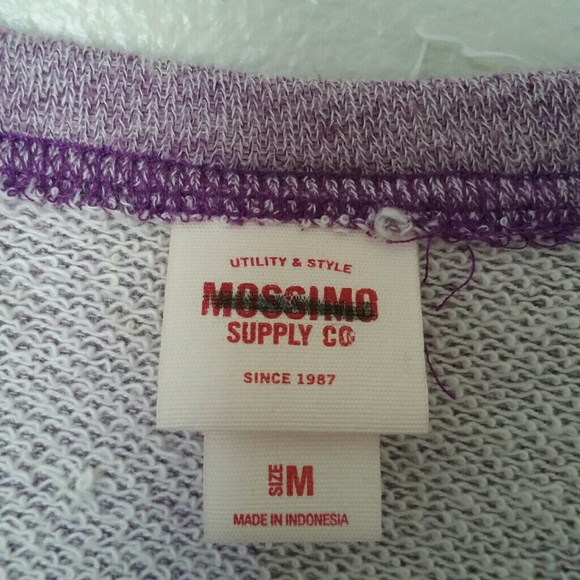 UTILITY & STYLE
MOSSIMO
SUPPLY CO
SINCE 1987
SIZE M
MADE IN INDONESIA